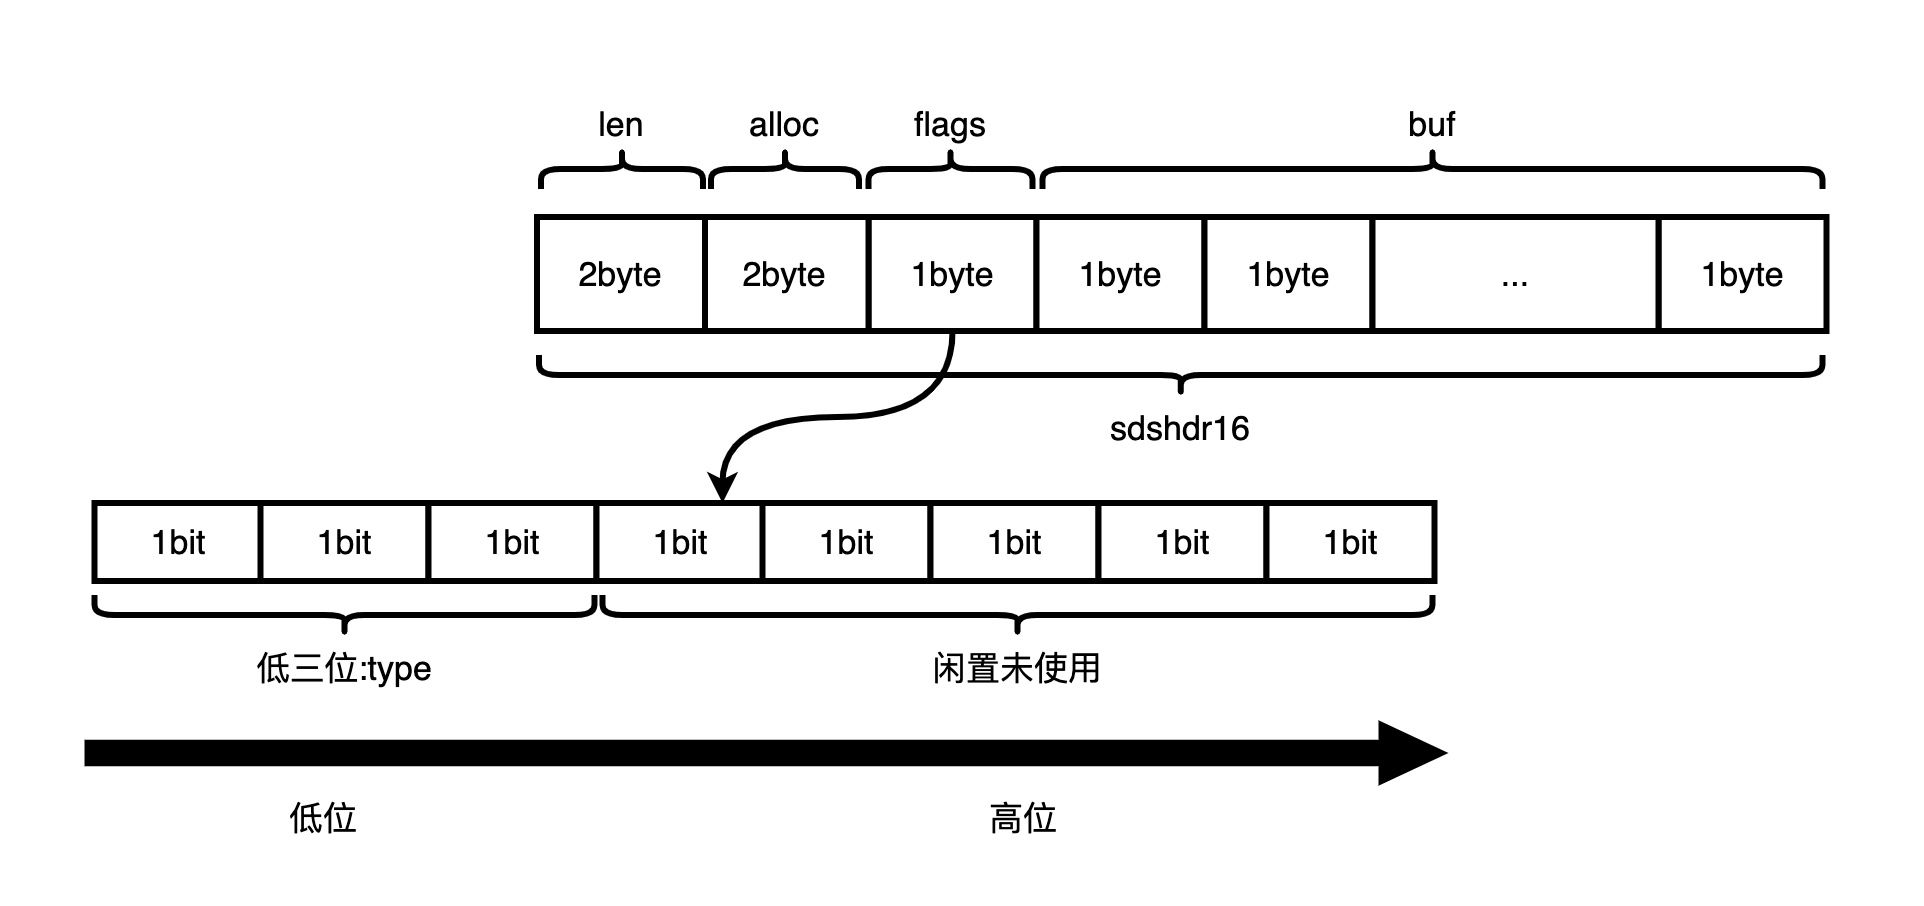 len alloc flags buf
2byte 2byte 1byte 1byte 1byte ... 1byte
sdshdr16
1bit 1bit 1bit 1bit 1bit 1bit 1bit 1bit
低三位:type 闲置未使用
低位 高位